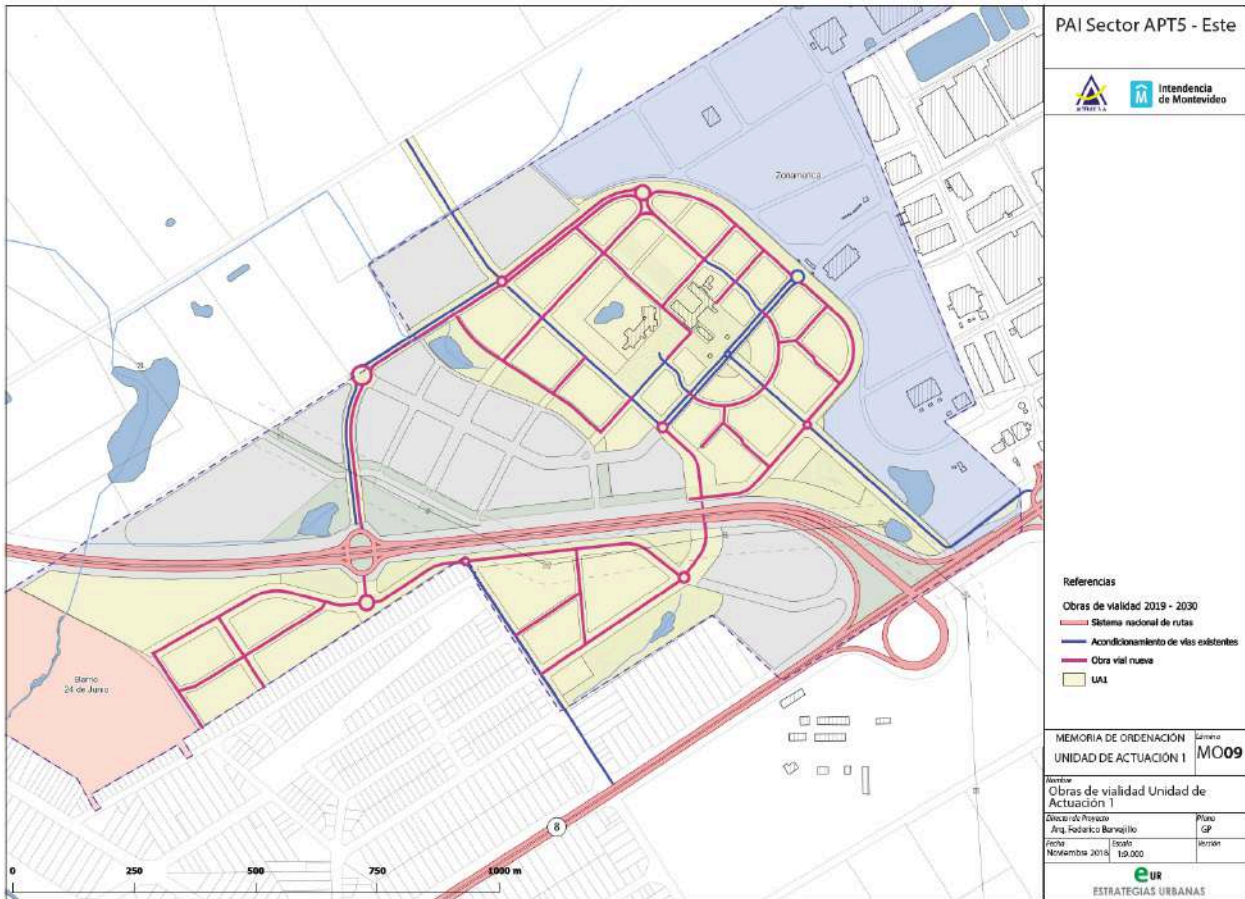 PAI Sector APT5 - Este
Intendencia
de Montevideo
Zonamerica
Barrio
24 de Junio
8
0 250 500 750 1000 m
Referencias
Obras de vialidad 2019 - 2030
Sistema nacional de rutas
Acondicionamiento de vías existentes
Obra vial nueva
UA1
MEMORIA DE ORDENACIÓN
UNIDAD DE ACTUACIÓN 1
Lámina
MO09
Nombre
Obras de vialidad Unidad de
Actuación 1
Director de Proyecto
Arq. Federico Bervejillo
Plano
GP
Fecha
Noviembre 2018
Escala
1:9.000
Versión
eUR
ESTRATEGIAS URBANAS